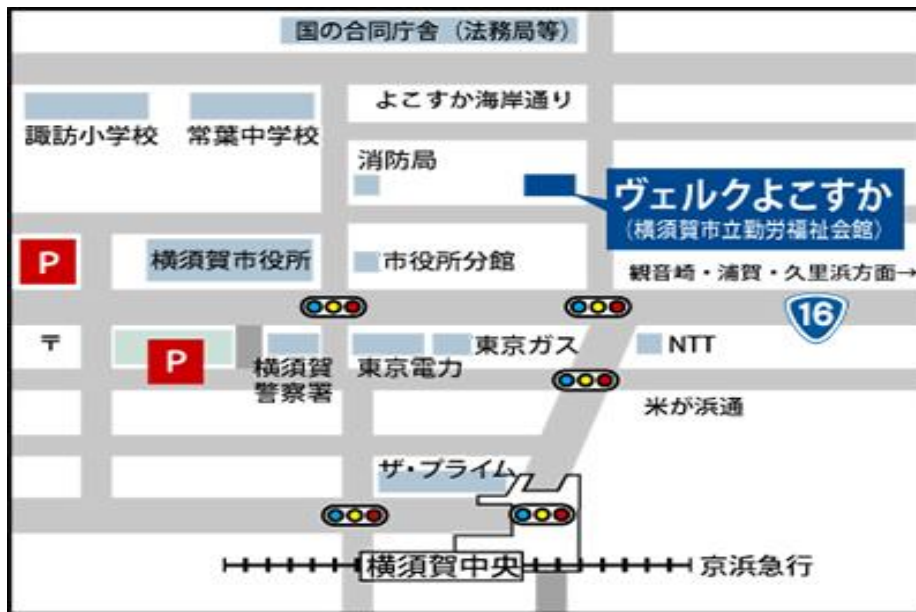 国の合同庁舎（法務局等）
よこすか海岸通り
諏訪小学校
常葉中学校
消防局
ヴェルクよこすか
（横須賀市立勤労福祉会館）
P
横須賀市役所
市役所分館
観音崎・浦賀・久里浜方面→
16
〒
P
横須賀
警察署
東京電力
東京ガス
NTT
米が浜通
ザ・プライム
横須賀中央
京浜急行